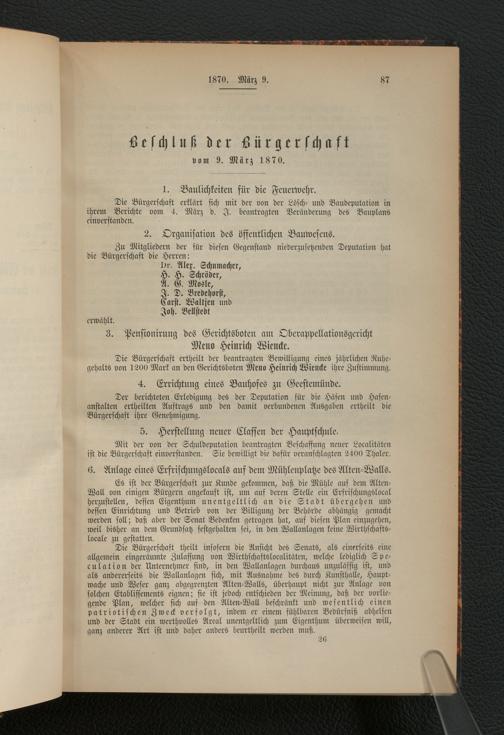 1870. März 9.
87
Beschluß der Bürgerschaft
vom 9. März 1870.
1. Baulichkeiten für die Feuerwehr.
Die Bürgerschaft erklärt sich mit der von der Lösch- und Baudeputation in
ihrem Berichte vom 4. März d. J. beantragten Veränderung des Bauplans
einverstanden.
2. Organisation des öffentlichen Bauwesens.
Zu Mitgliedern der für diesen Gegenstand niederzusetzenden Deputation hat
die Bürgerschaft die Herren:
Dr. Alex. Schumacher,
H. H. Schröder,
A. G. Mosle,
J. D. Bredehorst,
Carst. Waltjen und
Joh. Bellstedt
erwählt.
3. Pensionirung des Gerichtsboten am Oberappellationsgericht
Meno Heinrich Wiencke.
Die Bürgerschaft ertheilt der beantragten Bewilligung eines jährlichen Ruhe-
gehalts von 1200 Mark an den Gerichtsboten Meno Heinrich Wiencke ihre Zustimmung.
4. Errichtung eines Bauhofes zu Geestemünde.
Der berichteten Erledigung des der Deputation für die Häfen und Hafen-
anstalten ertheilten Auftrags und den damit verbundenen Ausgaben ertheilt die
Bürgerschaft ihre Genehmigung.
5. Herstellung neuer Classen der Hauptschule.
Mit der von der Schuldeputation beantragten Beschaffung neuer Localitäten
ist die Bürgerschaft einverstanden. Sie bewilligt die dafür veranschlagten 2400 Thaler.
6. Anlage eines Erfrischungslocals auf dem Mühlenplatze des Alten-Walls.
Es ist der Bürgerschaft zur Kunde gekommen, daß die Mühle auf dem Alten-
Wall von einigen Bürgern angekauft ist, um auf deren Stelle ein Erfrischungslocal
herzustellen, dessen Eigenthum unentgeltlich an die Stadt übergehen und
dessen Einrichtung und Betrieb von der Billigung der Behörde abhängig gemacht
werden soll; daß aber der Senat Bedenken getragen hat, auf diesen Plan einzugehen,
weil bisher an dem Grundsatz festgehalten sei, in den Wallanlagen keine Wirthschafts-
locale zu gestatten.
Die Bürgerschaft theilt insofern die Ansicht des Senats, als einerseits eine
allgemein eingeräumte Zulassung von Wirthschaftslocalitäten, welche lediglich Spe-
culation der Unternehmer sind, in den Wallanlagen durchaus unzulässig ist, und
als andererseits die Wallanlagen sich, mit Ausnahme des durch Kunsthalle, Haupt-
wache und Weser ganz abgegrenzten Alten-Walls, überhaupt nicht zur Anlage von
solchen Etablissements eignen; sie ist jedoch entschieden der Meinung, daß der vorlie-
gende Plan, welcher sich auf den Alten-Wall beschränkt und wesentlich einen
patriotischen Zweck verfolgt, indem er einem fühlbaren Bedürfniß abhelfen
und der Stadt ein werthvolles Areal unentgeltlich zum Eigenthum überweisen will,
ganz anderer Art ist und daher anders beurtheilt werden muß.
26